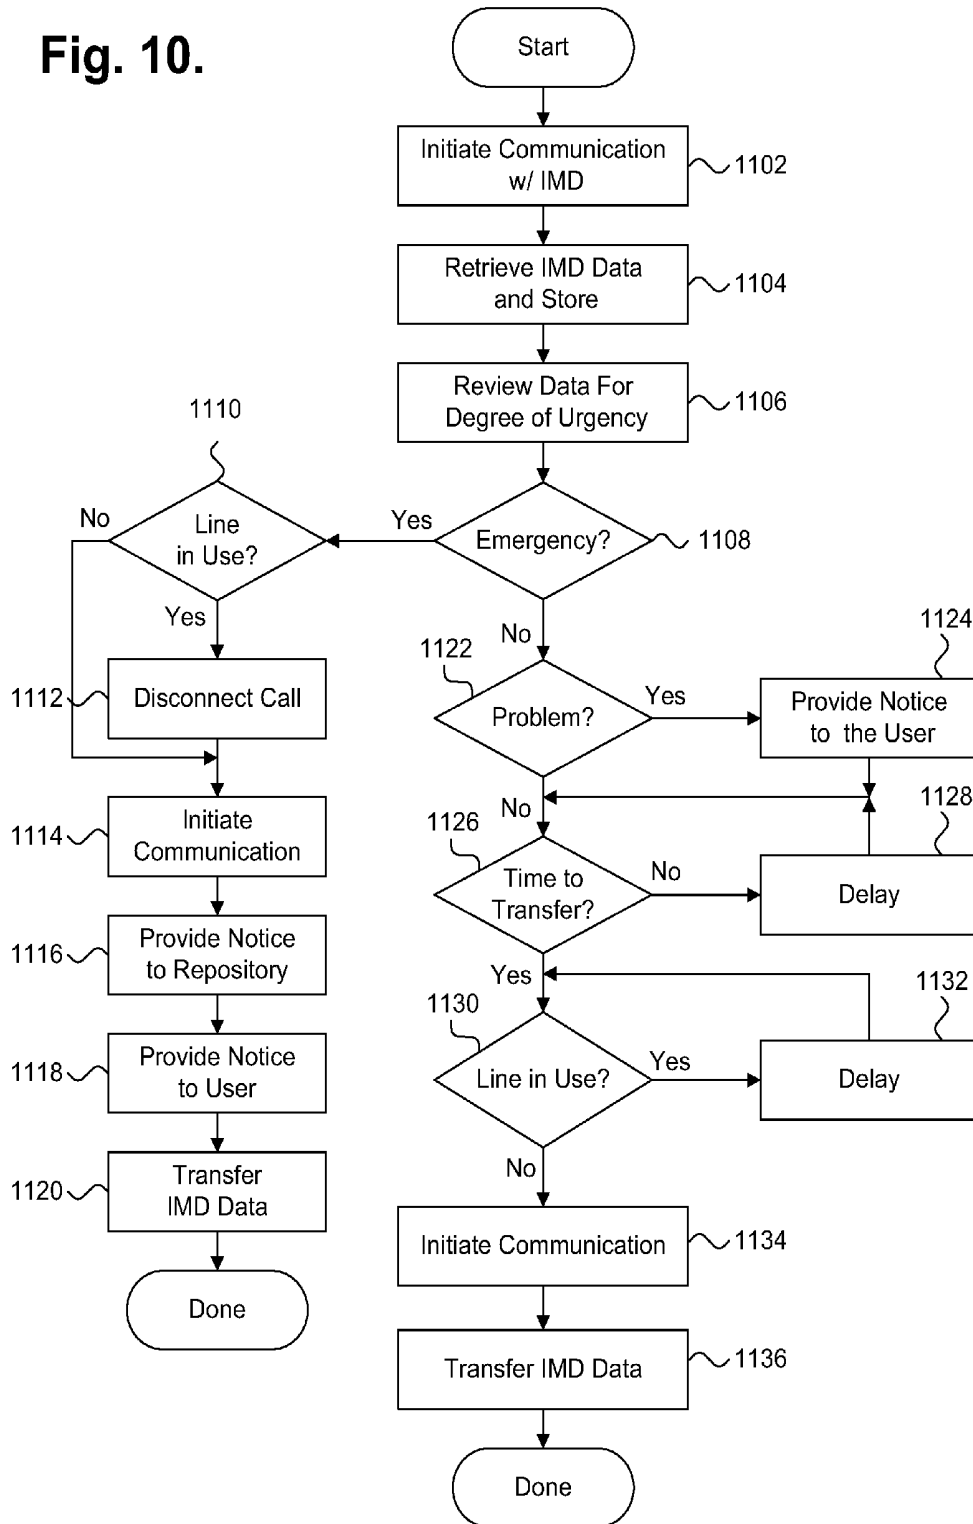 Fig. 10.
Start
Initiate Communication
w/ IMD
1102
Retrieve IMD Data
and Store
1104
Review Data For
Degree of Urgency
1106
1110
Line
in Use?
No
Yes
Emergency?
1108
Yes
No
1112
Disconnect Call
1122
Problem?
Yes
1124
Provide Notice
to the User
No
1114
Initiate
Communication
1126
Time to
Transfer?
No
1128
Delay
Yes
1116
Provide Notice
to Repository
1130
Line in Use?
Yes
1132
Delay
No
1118
Provide Notice
to User
1120
Transfer
IMD Data
Done
Initiate Communication
1134
Transfer IMD Data
1136
Done